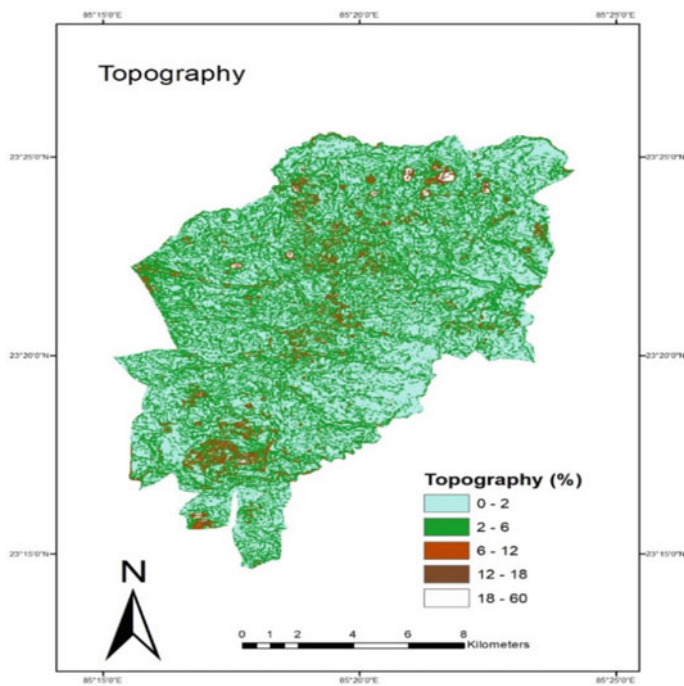 85°15'0"E 85°20'0"E 85°25'0"E
Topography
23°25'0"N 23°25'0"N
23°20'0"N 23°20'0"N
Topography (%)
0 - 2
2 - 6
6 - 12
12 - 18
18 - 60
23°15'0"N 23°15'0"N
N
0 1 2 4 6 8
Kilometers
85°15'0"E 85°20'0"E 85°25'0"E